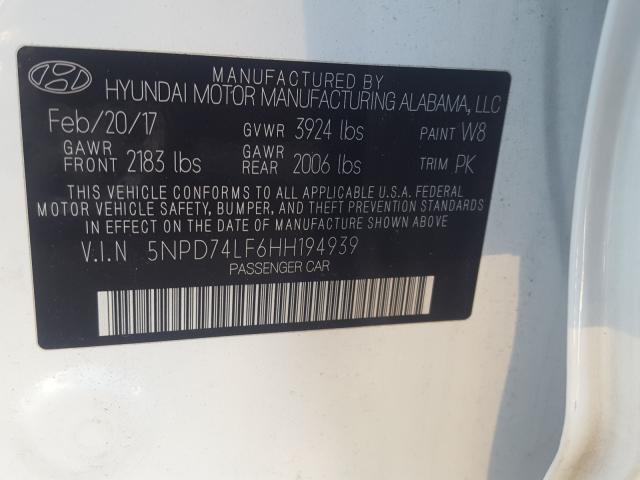 MANUFACTURED BY
HYUNDAI MOTOR MANUFACTURING ALABAMA, LLC
Feb/20/17 GVWR 3924 lbs PAINT W8
GAWR FRONT 2183 lbs GAWR REAR 2006 lbs TRIM PK
THIS VEHICLE CONFORMS TO ALL APPLICABLE U.S.A. FEDERAL
MOTOR VEHICLE SAFETY, BUMPER, AND THEFT PREVENTION STANDARDS
IN EFFECT ON THE DATE OF MANUFACTURE SHOWN ABOVE.
V.I.N 5NPD74LF6HH194939
PASSENGER CAR